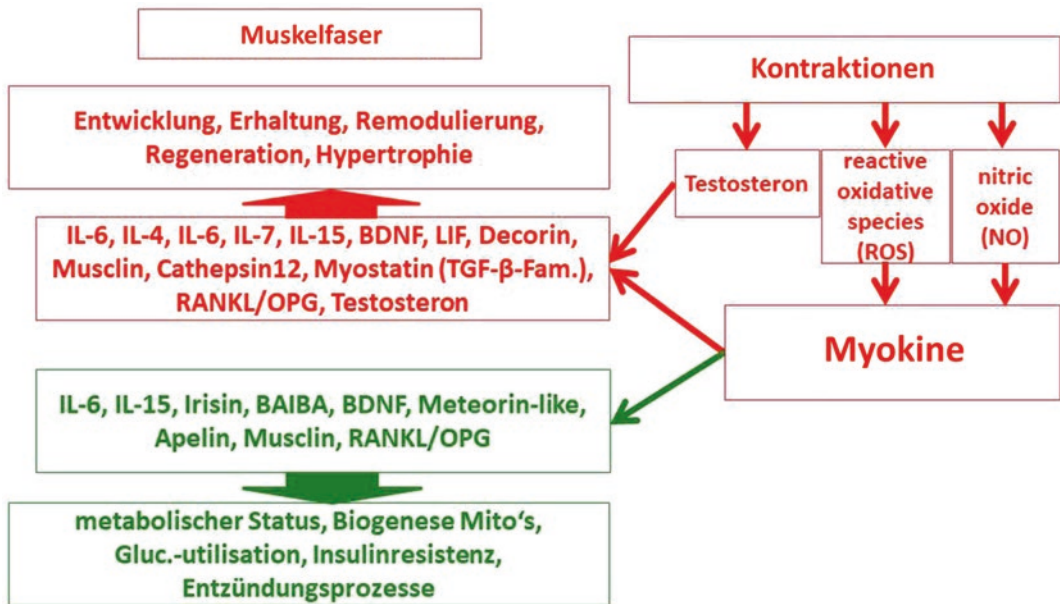 Muskelfaser
Entwicklung, Erhaltung, Remodulierung,
Regeneration, Hypertrophie
IL-6, IL-4, IL-6, IL-7, IL-15, BDNF, LIF, Decorin,
Musclin, Cathepsin12, Myostatin (TGF-β-Fam.),
RANKL/OPG, Testosteron
IL-6, IL-15, Irisin, BAIBA, BDNF, Meteorin-like,
Apelin, Musclin, RANKL/OPG
metabolischer Status, Biogenese Mito‘s,
Gluc.-utilisation, Insulinresistenz,
Entzündungsprozesse
Kontraktionen
Testosteron
reactive
oxidative
species
(ROS)
nitric
oxide
(NO)
Myokine